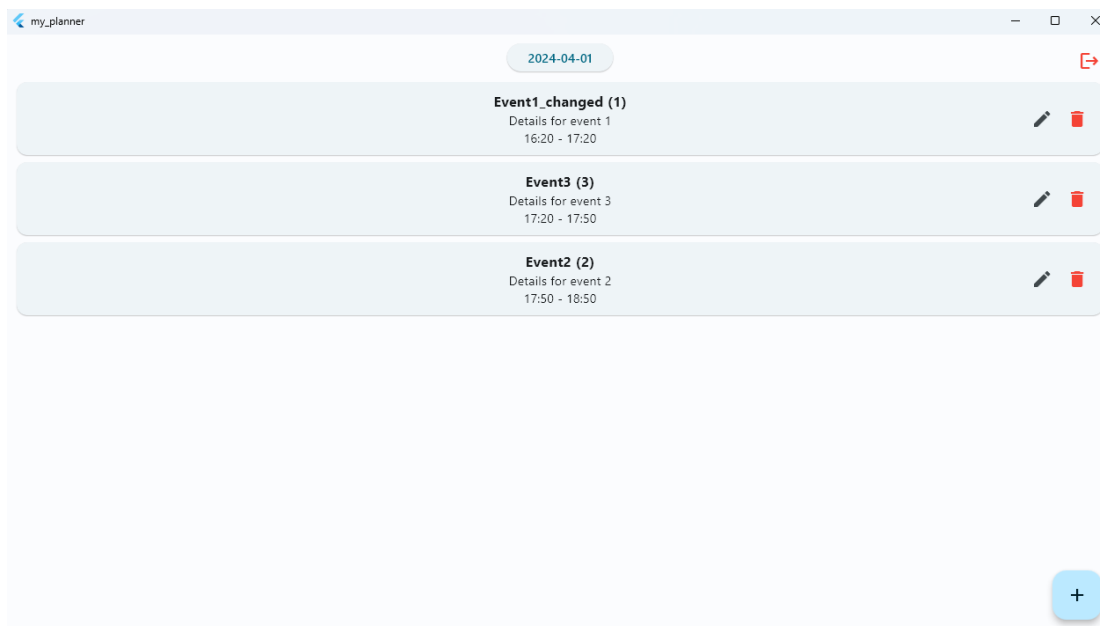 my_planner
2024-04-01
Event1_changed (1)
Details for event 1
16:20 - 17:20
Event3 (3)
Details for event 3
17:20 - 17:50
Event2 (2)
Details for event 2
17:50 - 18:50